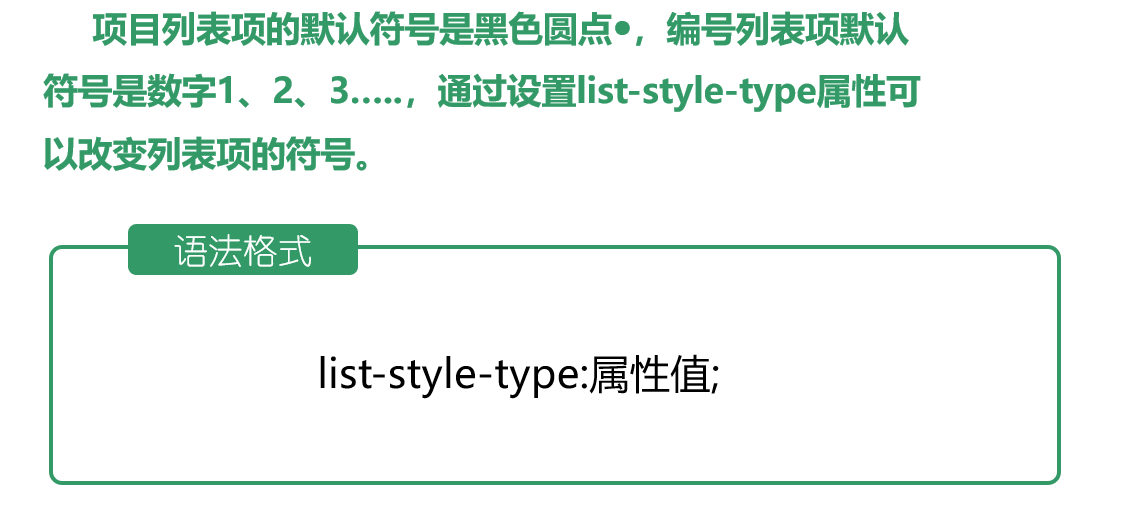 项目列表项的默认符号是黑色圆点●，编号列表项默认
符号是数字1、2、3.....，通过设置list-style-type属性可
以改变列表项的符号。
语法格式
list-style-type:属性值;